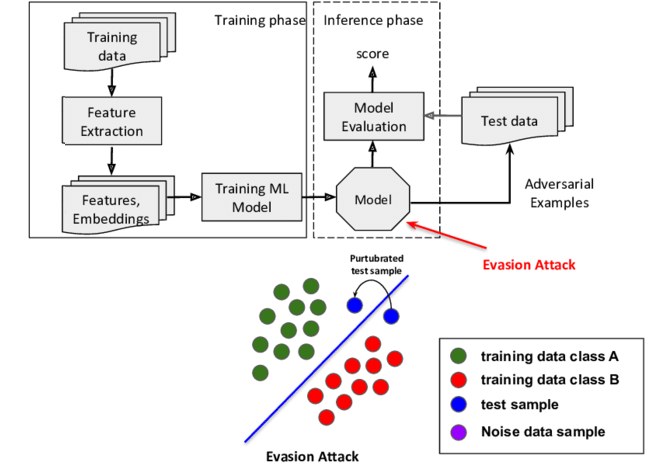 Training phase
Inference phase
Training
data
score
Feature
Extraction
Model
Evaluation
Test data
Features,
Embeddings
Training ML
Model
Model
Adversarial
Examples
Evasion Attack
Purtubrated
test sample
training data class A
training data class B
test sample
Noise data sample
Evasion Attack